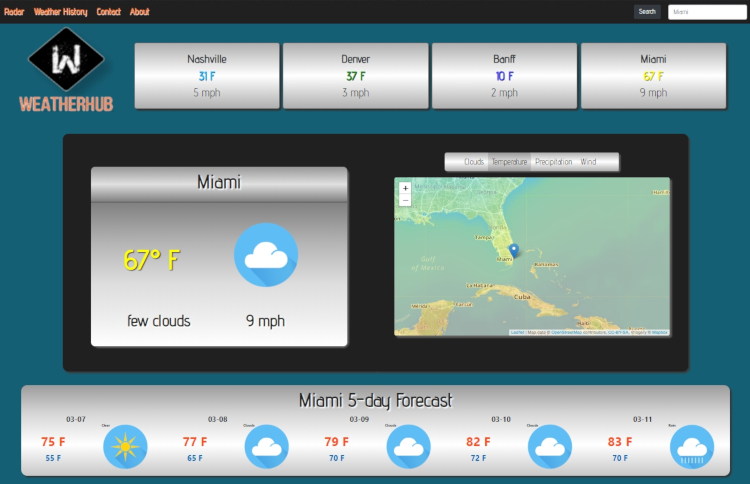 Radar Weather History Contact About Search Miami
W
WEATHERHUB
Nashville Denver Banff Miami
31 F 37 F 10 F 67 F
5 mph 3 mph 2 mph 9 mph
Miami
67° F
few clouds 9 mph
Clouds Temperature Precipitation Wind
+
−
Tampa
Miami
Gulf
of Mexico
Bahamas
La Habana
Cuba
Haiti
Leaflet | Map data © OpenStreetMap contributors, CC-BY-SA, Imagery © Mapbox
Miami 5-day Forecast
03-07 03-08 03-09 03-10 03-11
Clear Clouds Clouds Clouds Rain
75 F 77 F 79 F 82 F 83 F
55 F 65 F 70 F 72 F 70 F